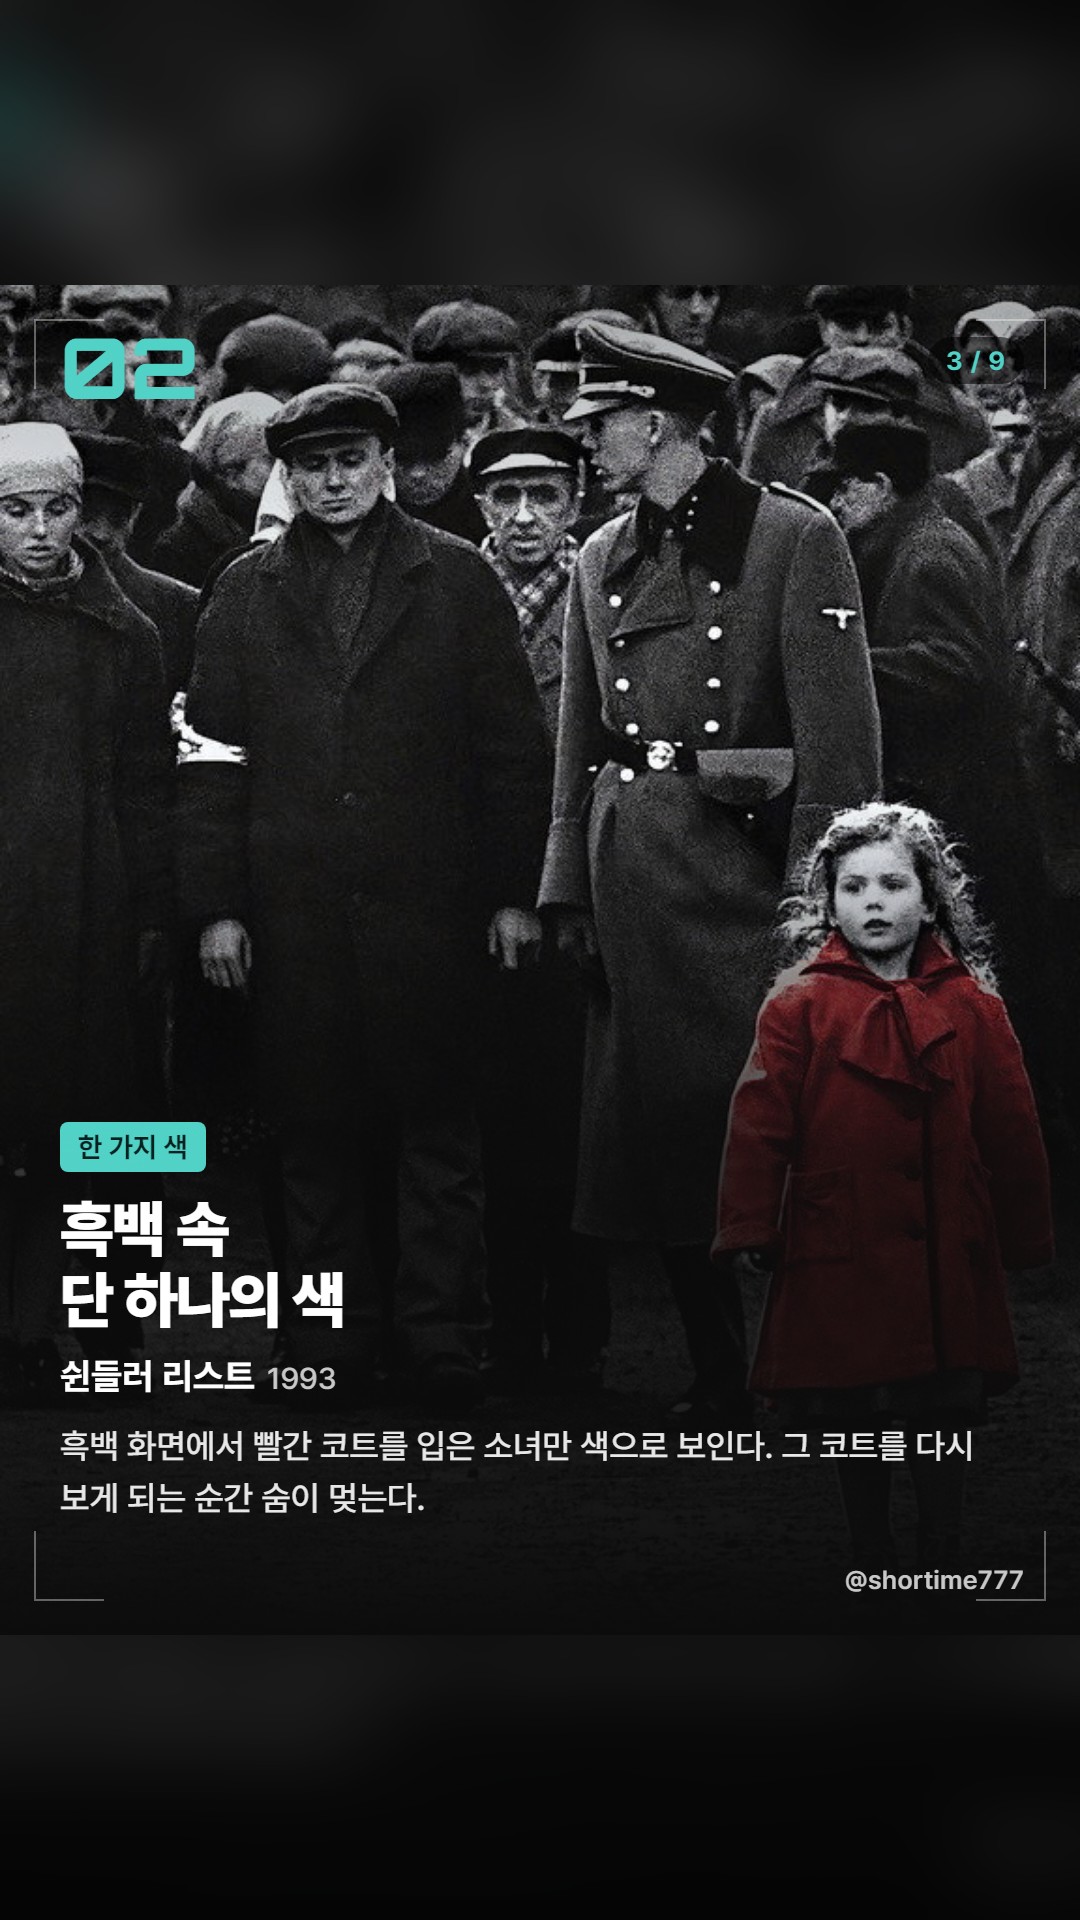 02
3 / 9
한 가지 색
흑백 속
단 하나의 색
쉰들러 리스트 1993
흑백 화면에서 빨간 코트를 입은 소녀만 색으로 보인다. 그 코트를 다시
보게 되는 순간 숨이 멎는다.
@shortime777